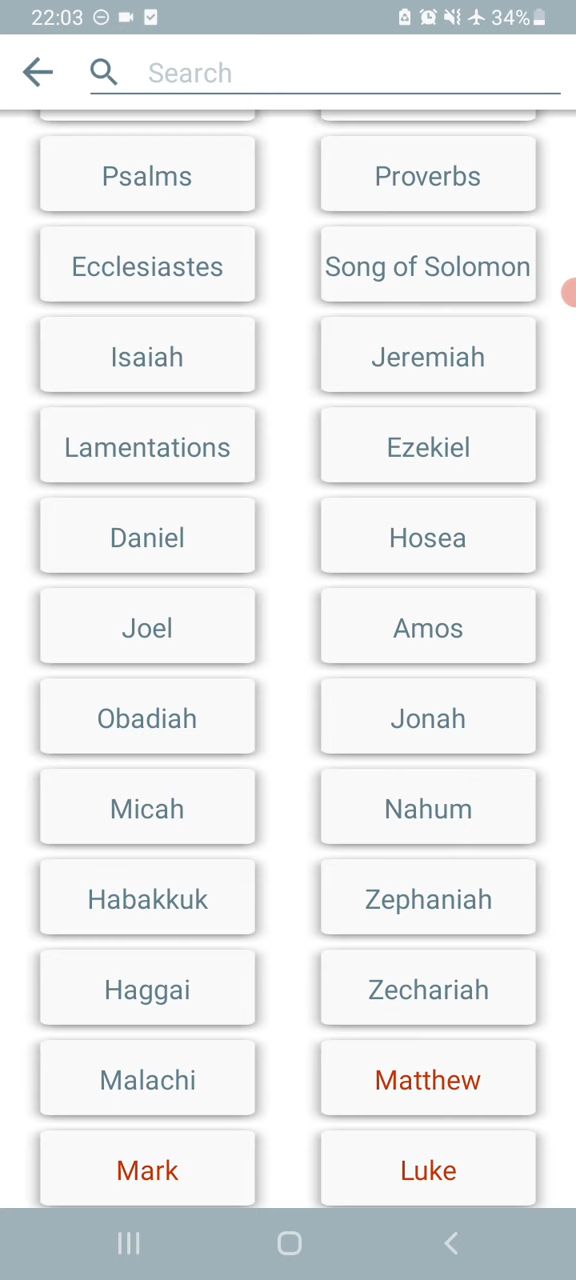 22:03 34%
Search
Psalms Proverbs
Ecclesiastes Song of Solomon
Isaiah Jeremiah
Lamentations Ezekiel
Daniel Hosea
Joel Amos
Obadiah Jonah
Micah Nahum
Habakkuk Zephaniah
Haggai Zechariah
Malachi Matthew
Mark Luke